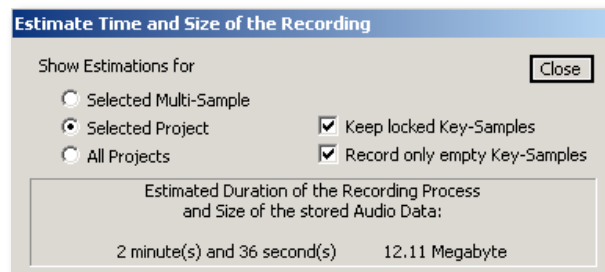 Estimate Time and Size of the Recording
Show Estimations for
Close
Selected Multi-Sample
Selected Project
Keep locked Key-Samples
All Projects
Record only empty Key-Samples
Estimated Duration of the Recording Process
and Size of the stored Audio Data:
2 minute(s) and 36 second(s) 12.11 Megabyte